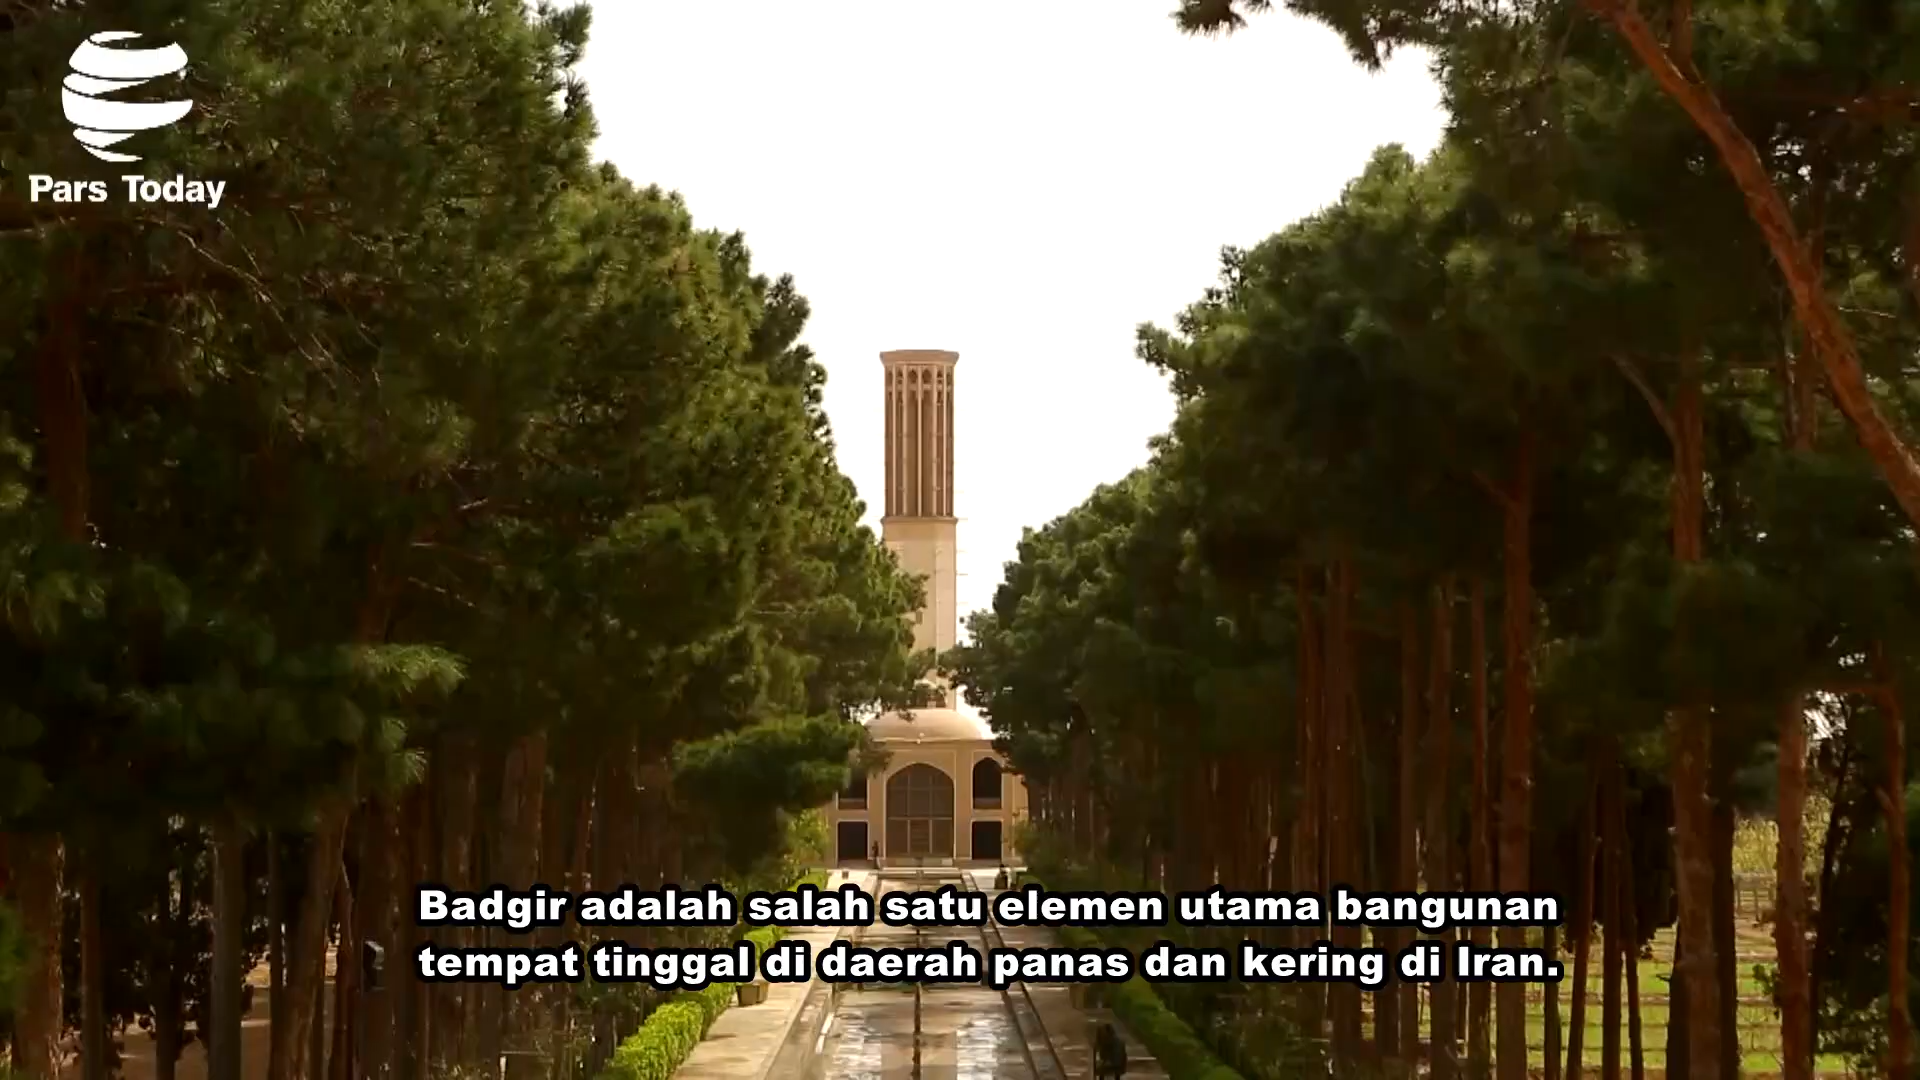 Pars Today
Badgir adalah salah satu elemen utama bangunan
tempat tinggal di daerah panas dan kering di Iran.